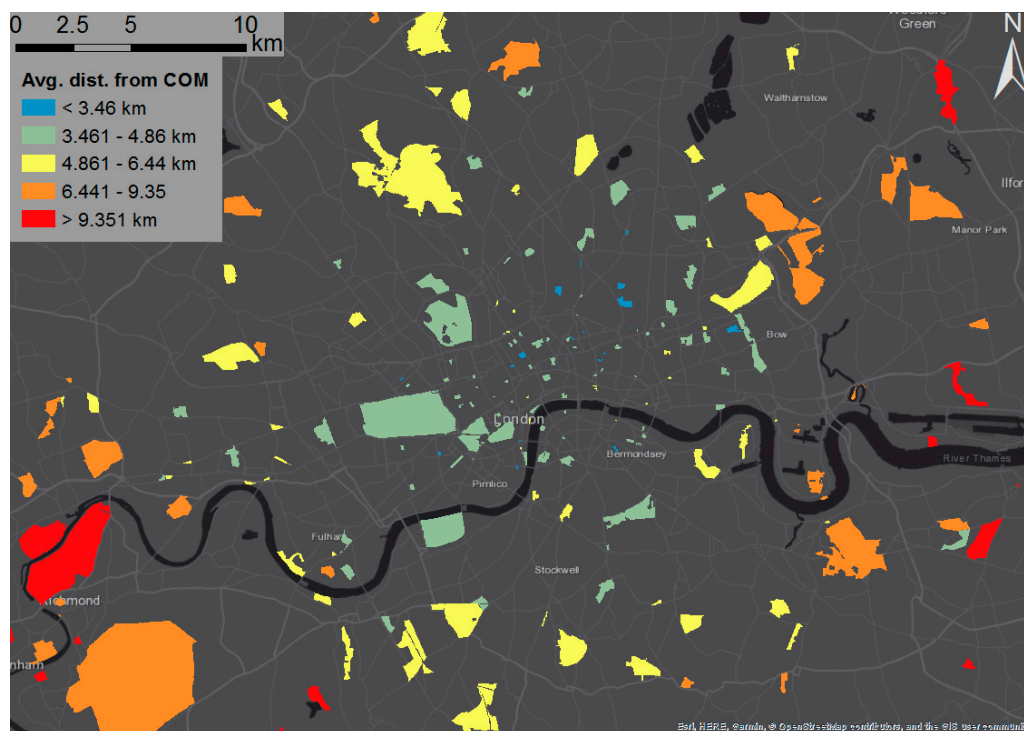 0 2.5 5 10
km
Avg. dist. from COM
< 3.46 km
3.461 - 4.86 km
4.861 - 6.44 km
6.441 - 9.35
> 9.351 km
Green
N
Walthamstow
Ilfor
Manor Park
Bow
London
Bermondsey
River Thames
Pimlico
Fulham
Stockwell
Richmond
nham
Esri, HERE, Garmin, © OpenStreetMap contributors, and the GIS user communit